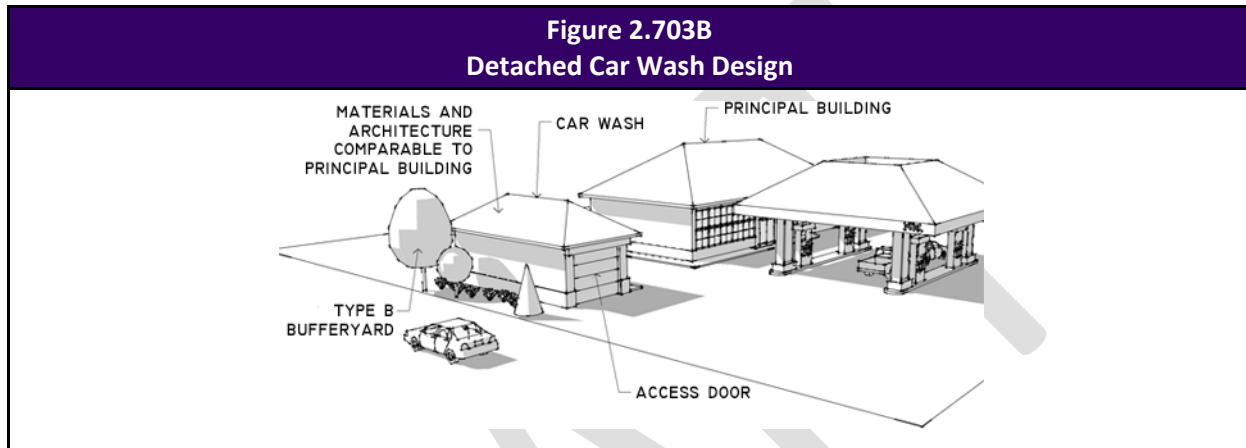 Figure 2.703B
Detached Car Wash Design
MATERIALS AND
ARCHITECTURE
COMPARABLE TO
PRINCIPAL BUILDING
CAR WASH
PRINCIPAL BUILDING
TYPE B
BUFFERYARD
ACCESS DOOR